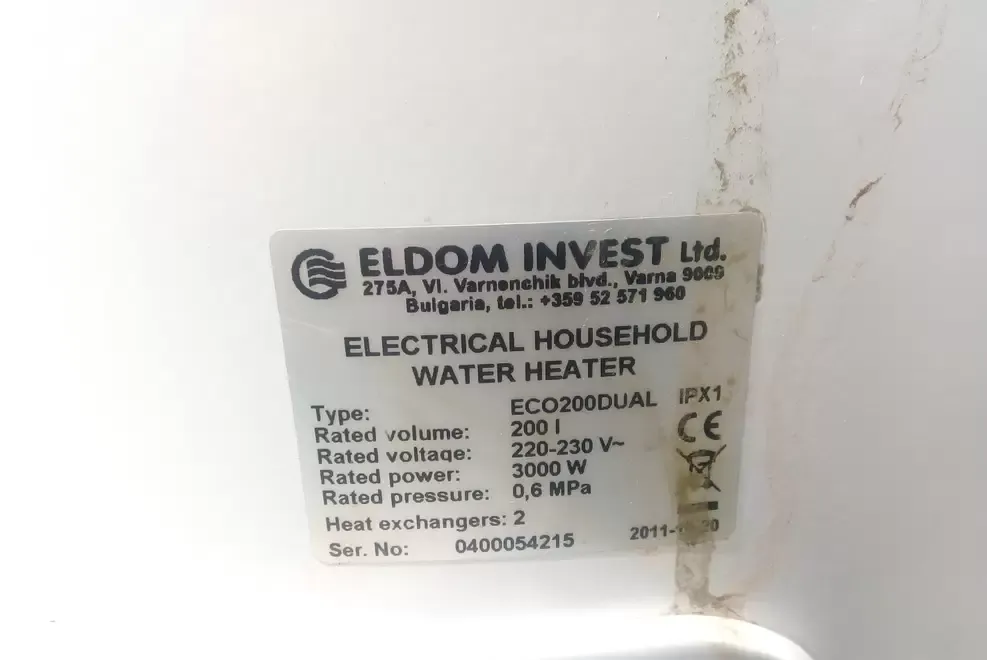 ELDOM INVEST Ltd.
275A, Vl. Varnenchik blvd., Varna 9009
Bulgaria, tel.: +359 52 571 960
ELECTRICAL HOUSEHOLD
WATER HEATER
Type: ECO200DUAL IPX1
Rated volume: 200 l
Rated voltage: 220-230 V~
Rated power: 3000 W
Rated pressure: 0,6 MPa
CE
Heat exchangers: 2
Ser. No: 0400054215